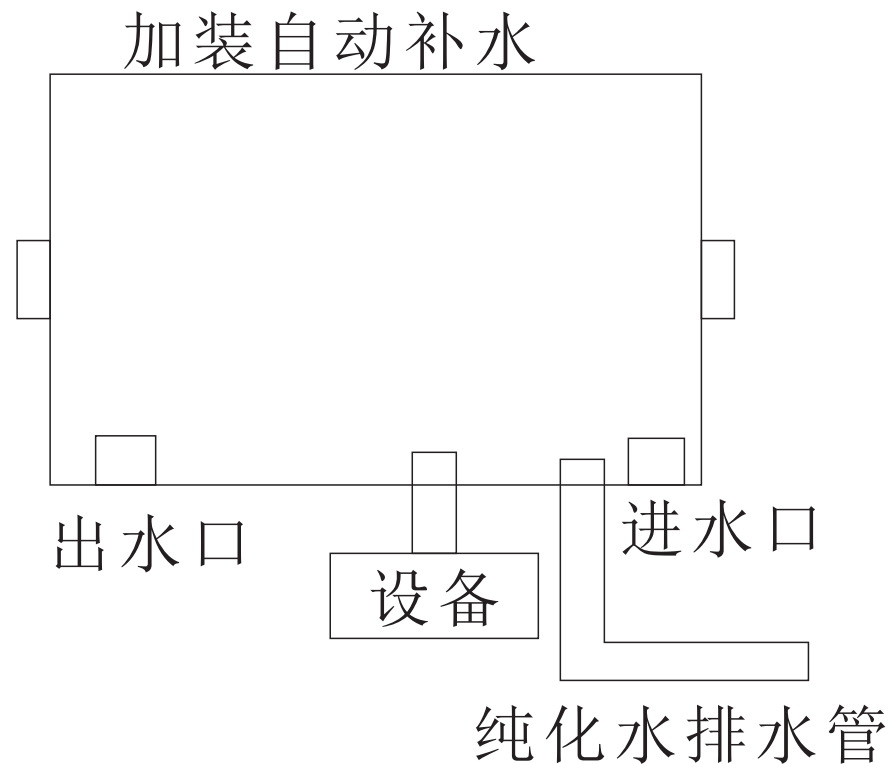 加装自动补水
出水口
进水口
设备
纯化水排水管